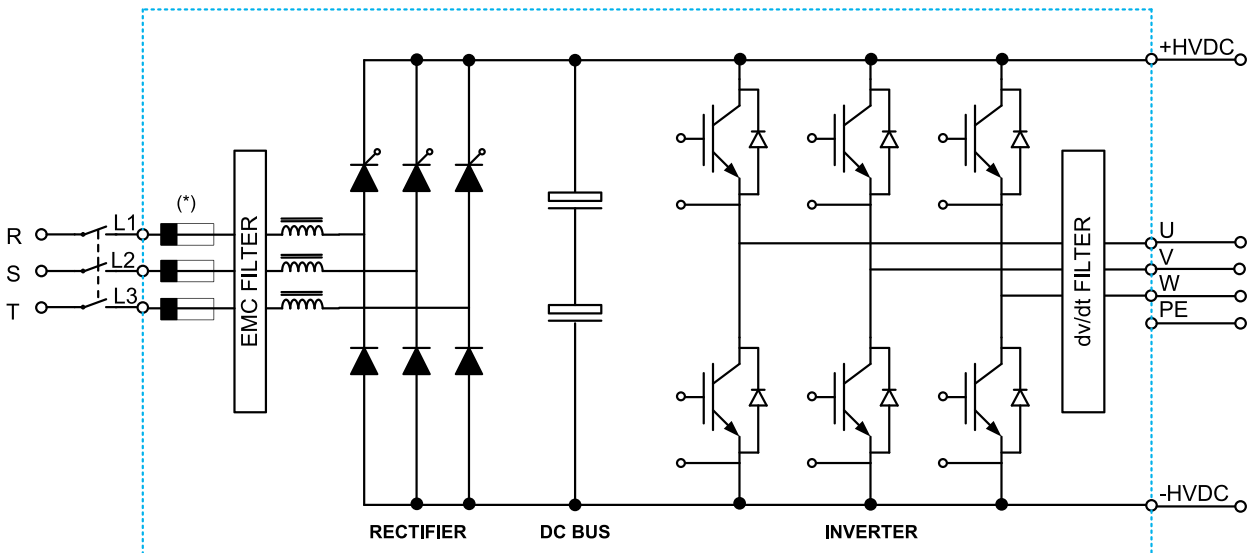 +HVDC
(*)
R
L1
S
L2
T
L3
EMC FILTER
dv/dt FILTER
U
V
W
PE
-HVDC
RECTIFIER
DC BUS
INVERTER